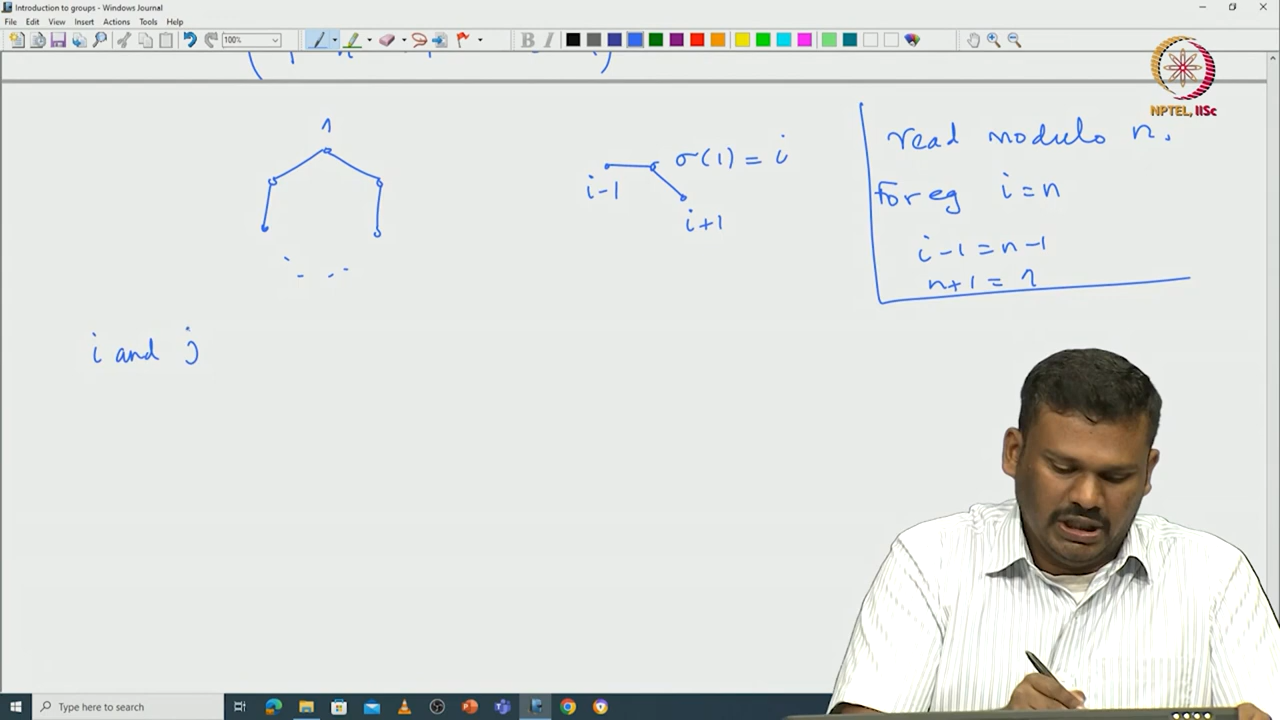 Introduction to groups - Windows Journal
File Edit View Insert Actions Tools Help
100%
B I
NPTEL, IISc
1
σ(1) = i
i-1
i+1
read modulo n.
For eg i = n
i-1 = n-1
n+1 = 1
i and j
Type here to search